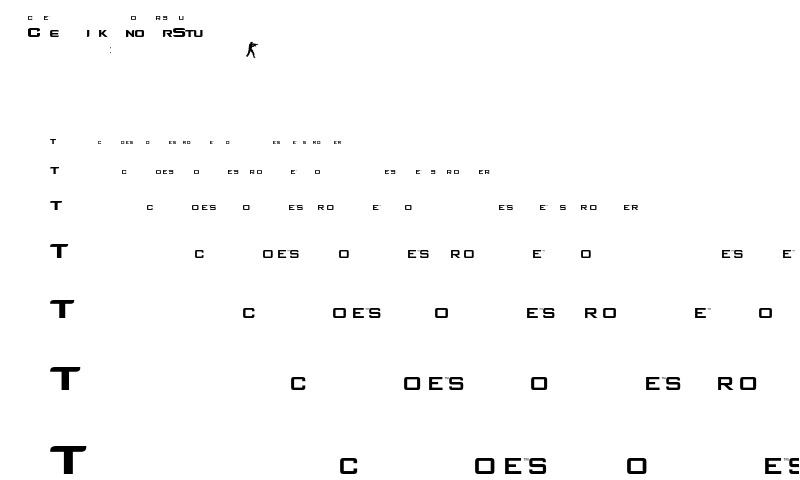 C E O RS U
C E I K NO RSTU
:
T C OES O ES RO E O ES E S RO ER
T C OES O ES RO E O ES E S RO ER
T C OES O ES RO E O ES E S RO ER
T C OES O ES RO E O ES E
T C OES O ES RO E O
T C OES O ES RO
T C OES O ES